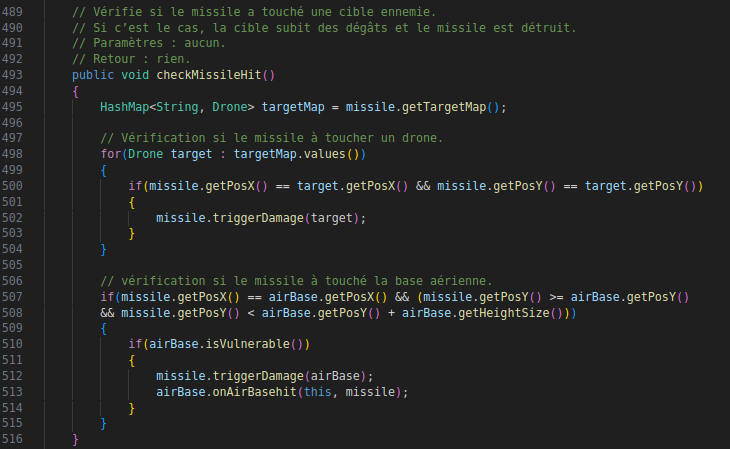 489 // Vérifie si le missile a touché une cible ennemie.
490 // Si c'est le cas, la cible subit des dégâts et le missile est détruit.
491 // Paramètres : aucun.
492 // Retour : rien.
493 public void checkMissileHit()
494 {
495 HashMap<String, Drone> targetMap = missile.getTargetMap();
496
497 // Vérification si le missile à toucher un drone.
498 for(Drone target : targetMap.values())
499 {
500 if(missile.getPosX() == target.getPosX() && missile.getPosY() == target.getPosY())
501 {
502 missile.triggerDamage(target);
503 }
504 }
505
506 // vérification si le missile à touché la base aérienne.
507 if(missile.getPosX() == airBase.getPosX() && (missile.getPosY() >= airBase.getPosY()
508 && missile.getPosY() < airBase.getPosY() + airBase.getHeightSize()))
509 {
510 if(airBase.isVulnerable())
511 {
512 missile.triggerDamage(airBase);
513 airBase.onAirBasehit(this, missile);
514 }
515 }
516 }